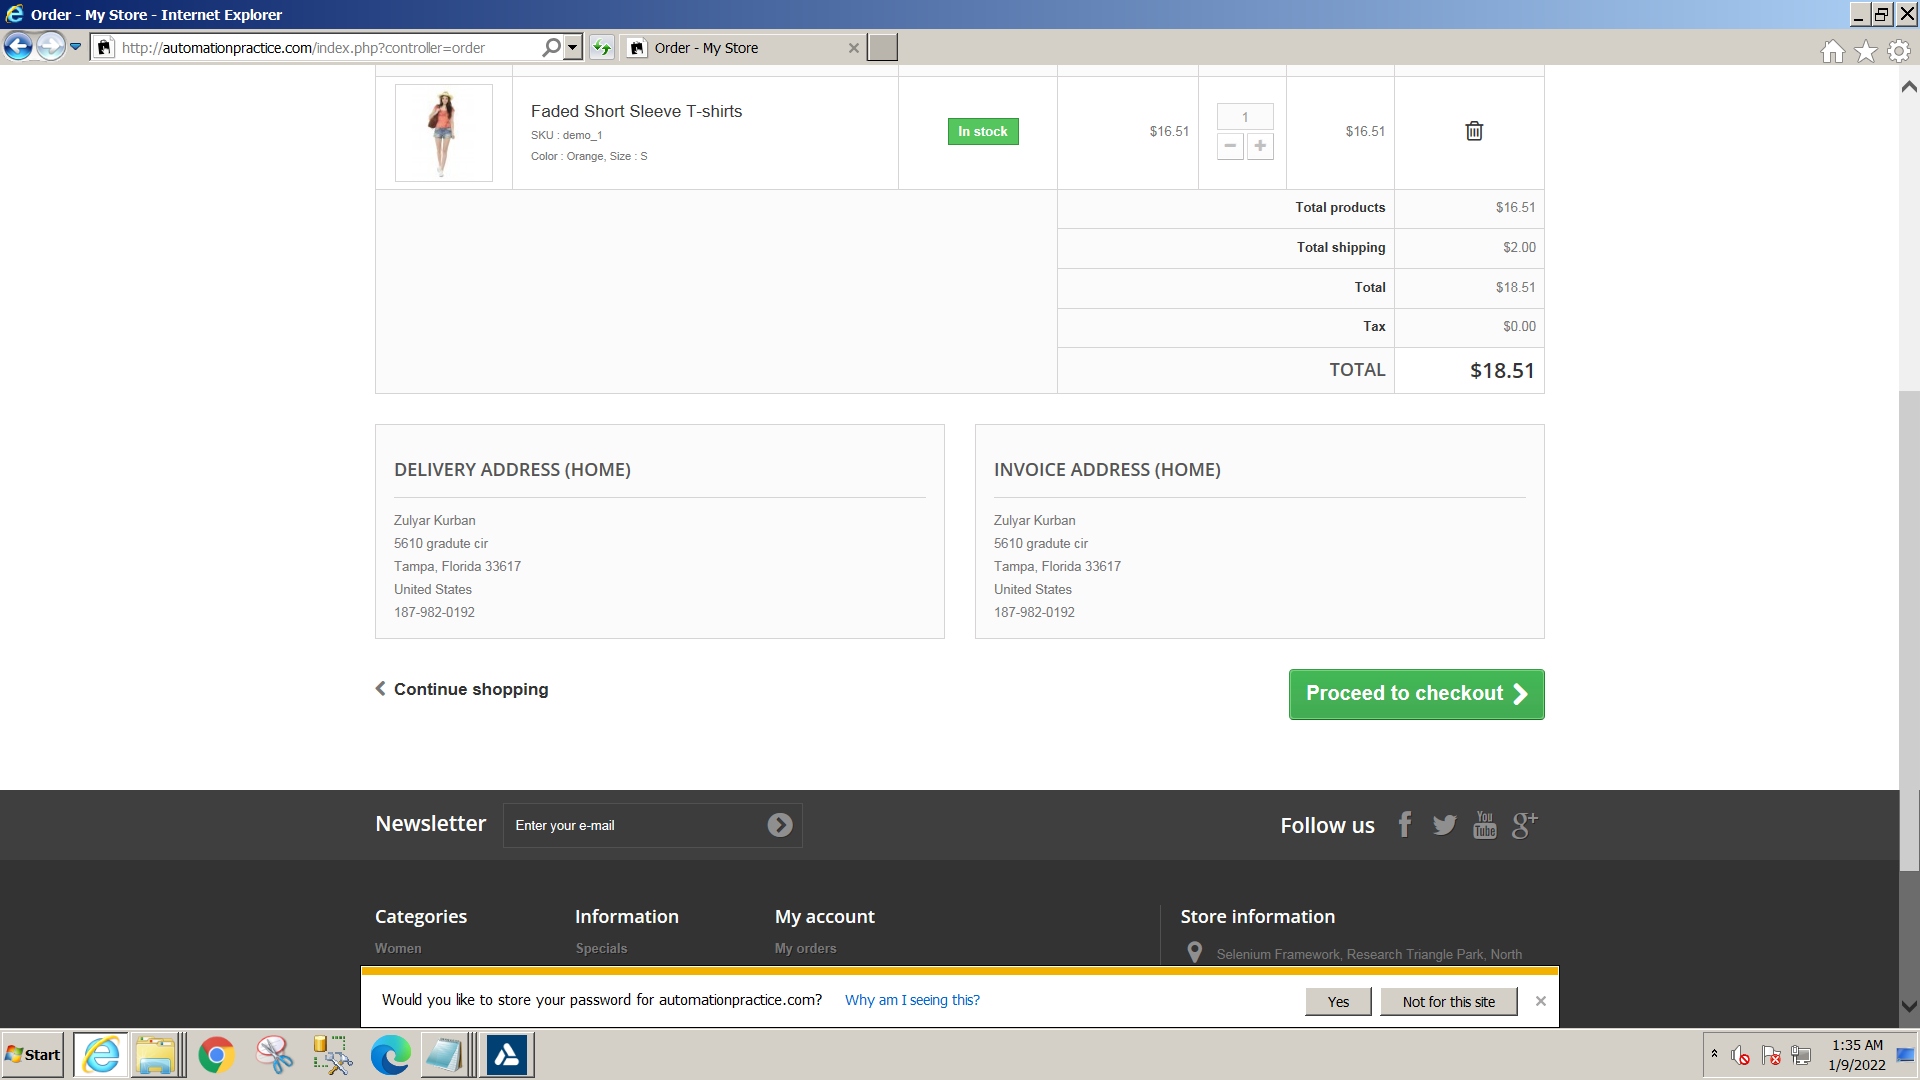 Order - My Store - Internet Explorer
http://automationpractice.com/index.php?controller=order
Order - My Store
Faded Short Sleeve T-shirts
SKU : demo_1
Color : Orange, Size : S
In stock
$16.51
1
$16.51
Total products $16.51
Total shipping $2.00
Total $18.51
Tax $0.00
TOTAL $18.51
DELIVERY ADDRESS (HOME)
Zulyar Kurban
5610 gradute cir
Tampa, Florida 33617
United States
187-982-0192
INVOICE ADDRESS (HOME)
Zulyar Kurban
5610 gradute cir
Tampa, Florida 33617
United States
187-982-0192
Continue shopping
Proceed to checkout
Newsletter
Enter your e-mail
Follow us
You
Tube
g+
Categories
Women
Information
Specials
My account
My orders
Store information
Selenium Framework, Research Triangle Park, North
Would you like to store your password for automationpractice.com? Why am I seeing this?
Yes
Not for this site
Start
1:35 AM
1/9/2022